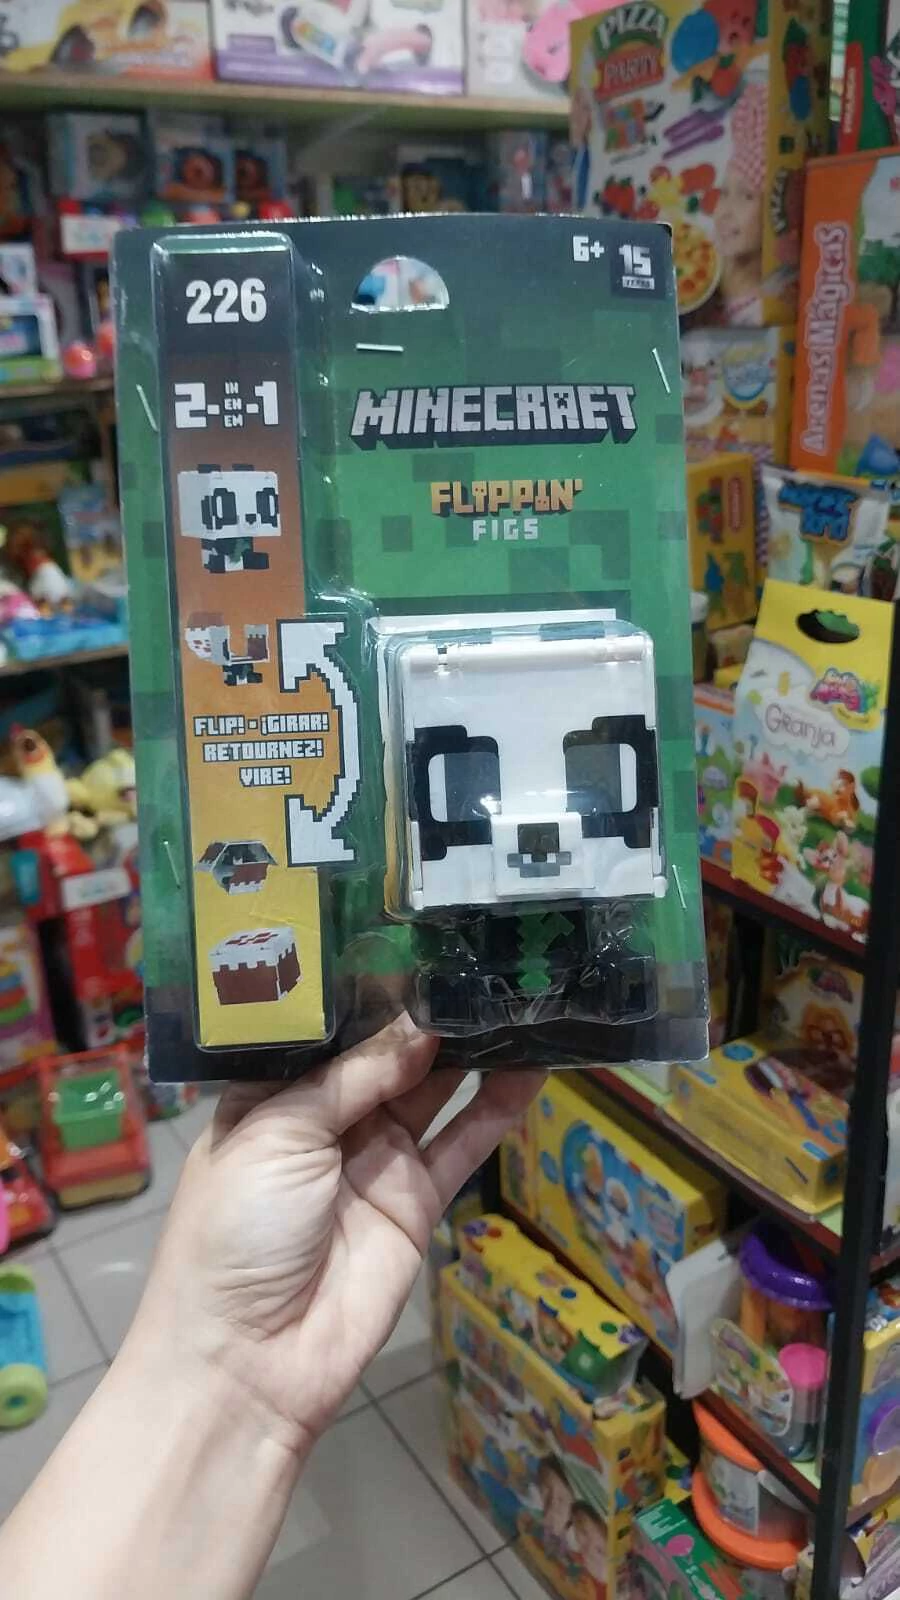 PIZZA
PARTY
226
6+ 15
YEARS
2- IN
EN
EM -1
MINECRAFT
FLIPPIN'
FIGS
FLIP! - ¡GIRAR!
RETOURNEZ!
VIRE!
Arenas Mágicas
Granja